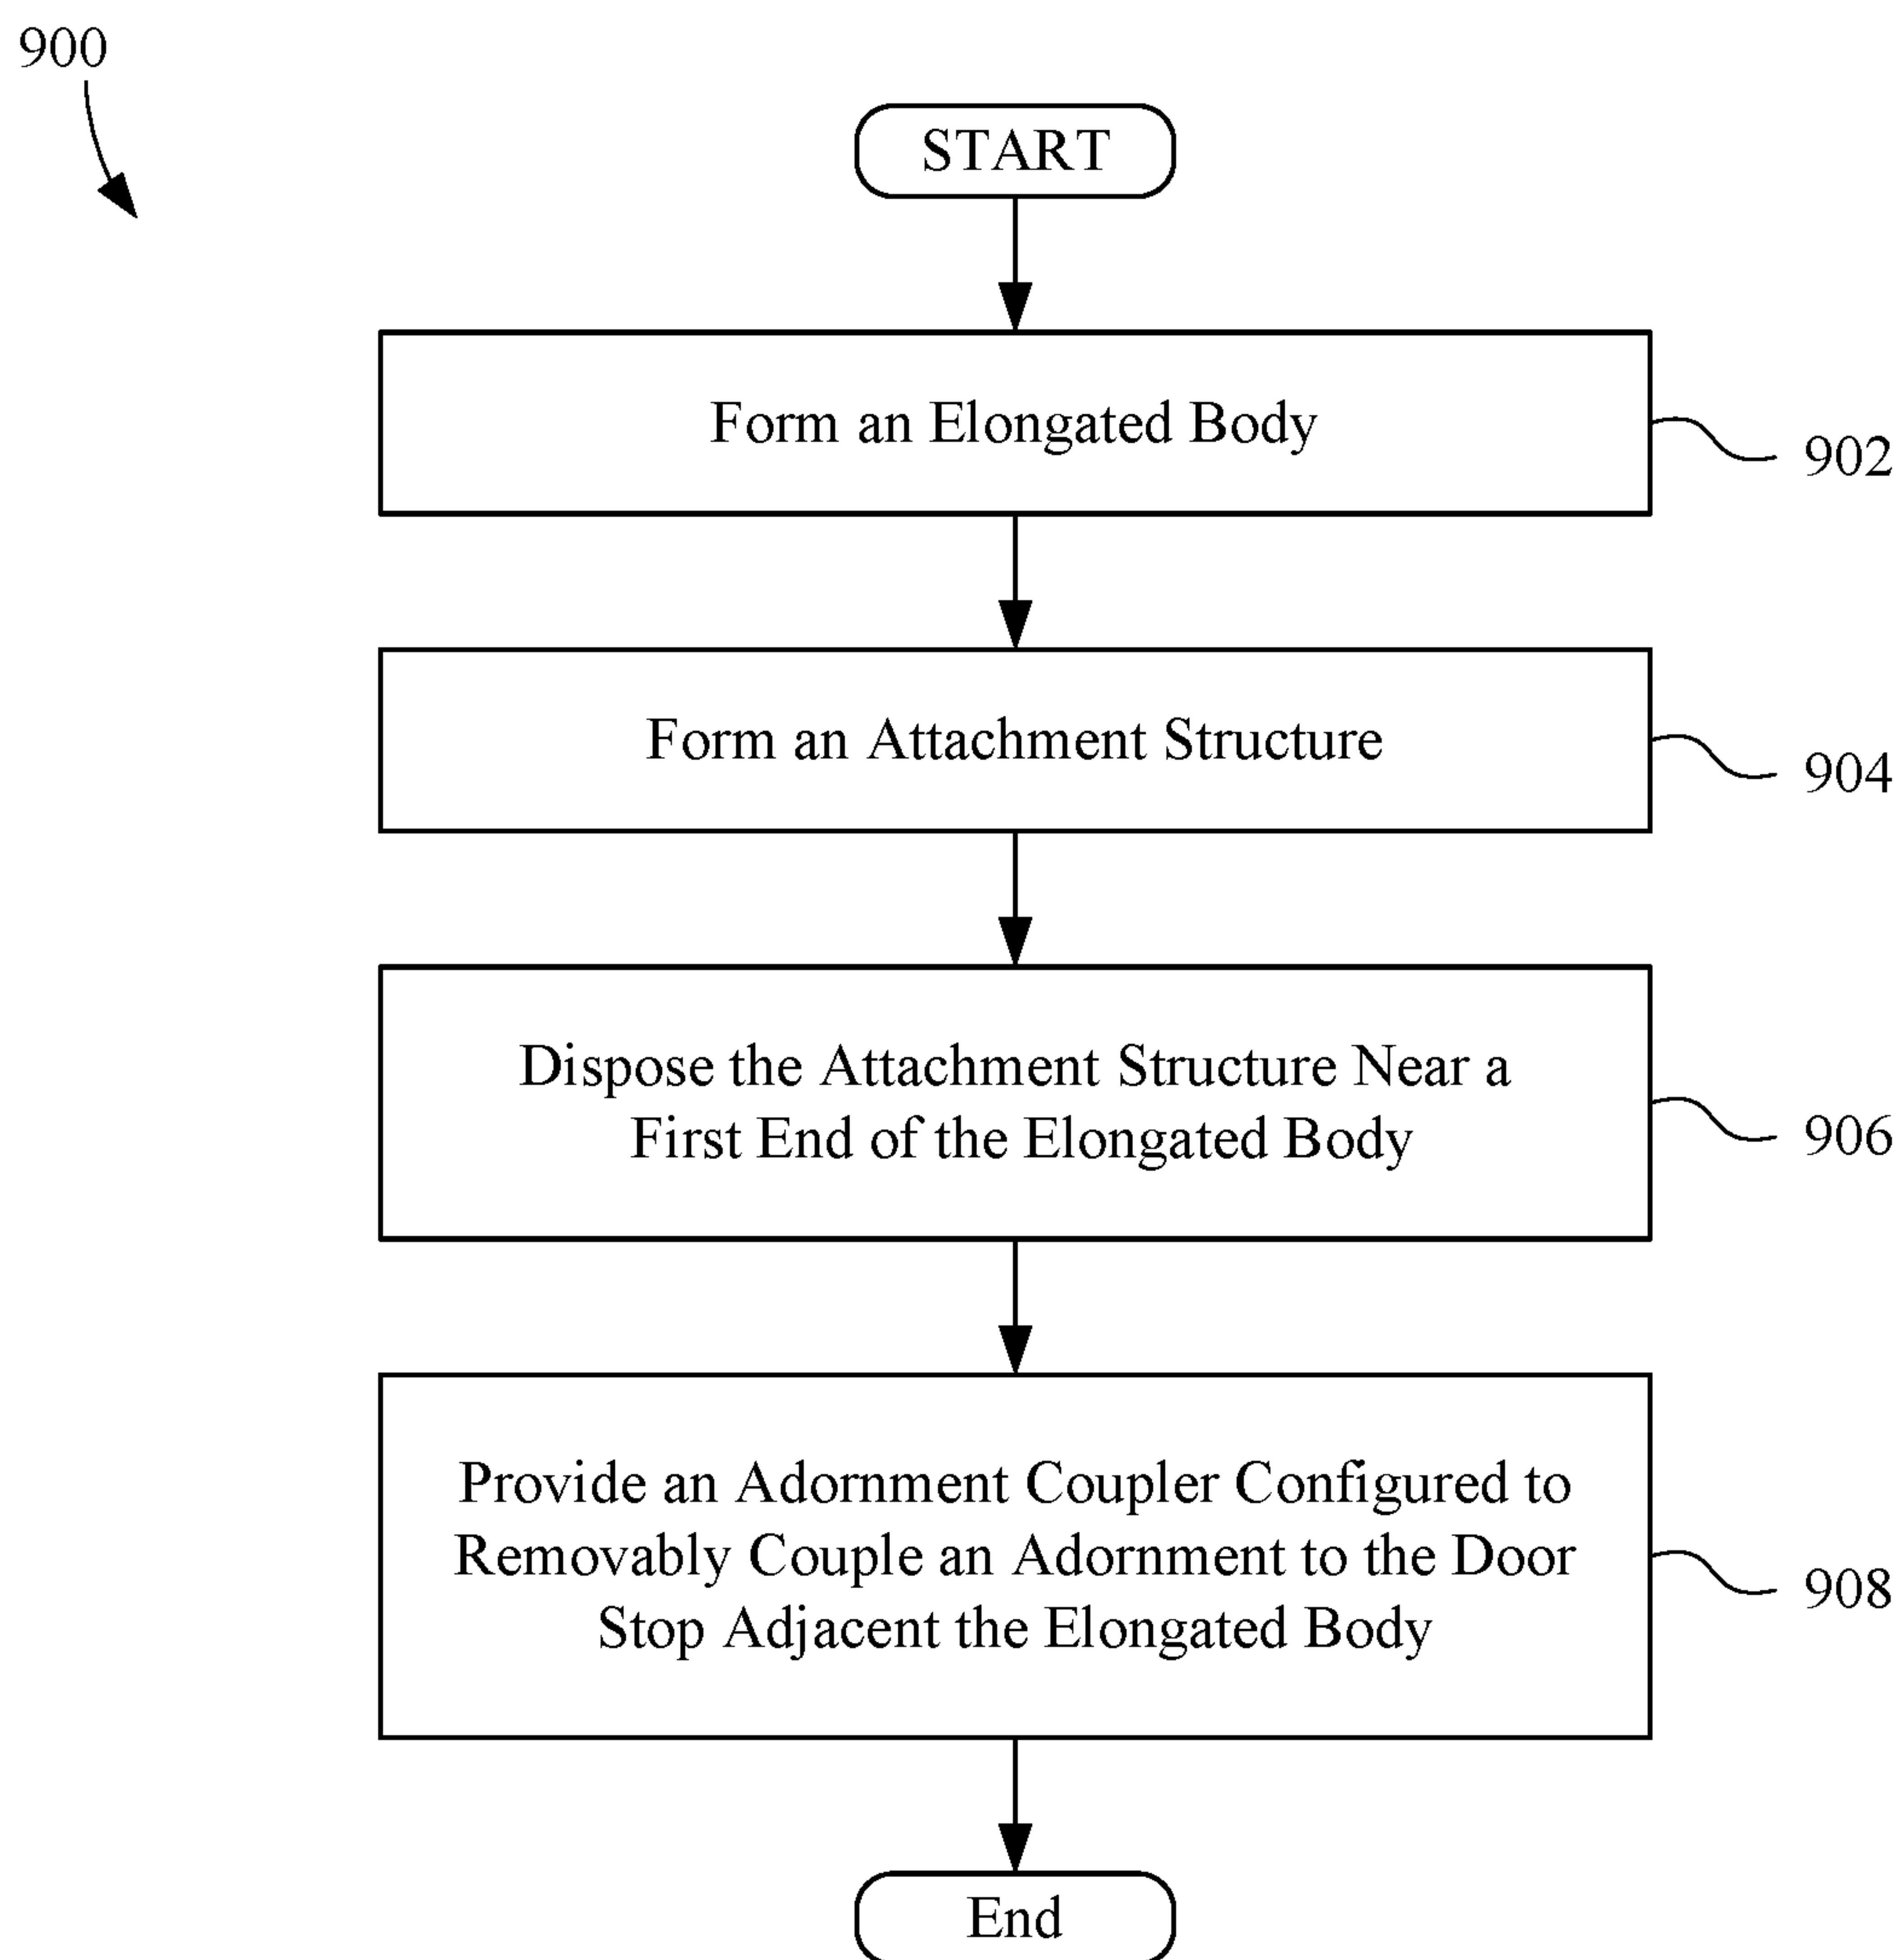 900
START
Form an Elongated Body
902
Form an Attachment Structure
904
Dispose the Attachment Structure Near a
First End of the Elongated Body
906
Provide an Adornment Coupler Configured to
Removably Couple an Adornment to the Door
Stop Adjacent the Elongated Body
908
End